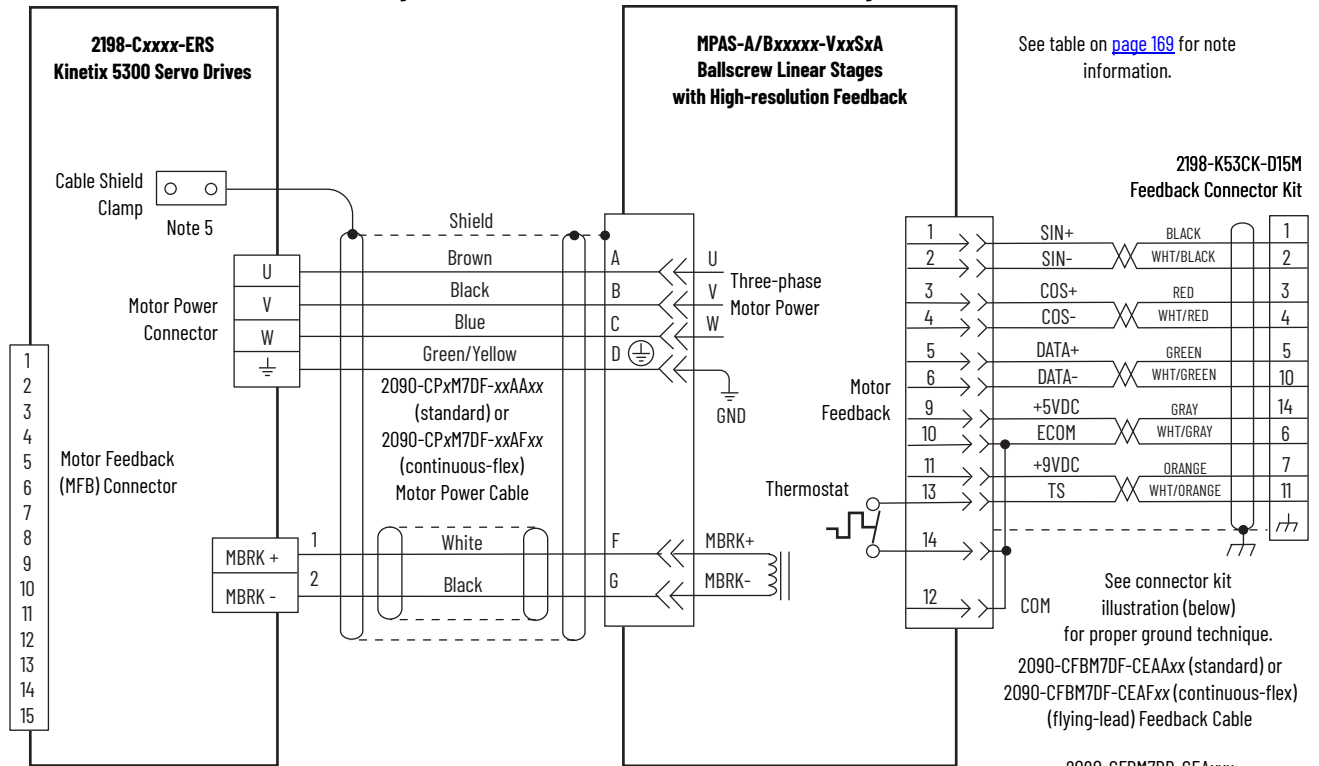 2198-Cxxxx-ERS
Kinetix 5300 Servo Drives
MPAS-A/Bxxxxx-VxxSxA
Ballscrew Linear Stages
with High-resolution Feedback
See table on page 169 for note
information.
2198-K53CK-D15M
Feedback Connector Kit
Cable Shield
Clamp
Note 5
Shield
Motor Power
Connector
U
V
W
Brown
Black
Blue
Green/Yellow
A
B
C
D
U
V
W
Three-phase
Motor Power
GND
2090-CPxM7DF-xxAAxx
(standard) or
2090-CPxM7DF-xxAFxx
(continuous-flex)
Motor Power Cable
1
2
3
4
5
6
7
8
9
10
11
12
13
14
15
Motor Feedback
(MFB) Connector
MBRK +
MBRK -
1
2
White
Black
F
G
MBRK+
MBRK-
Motor
Feedback
Thermostat
1 SIN+ BLACK 1
2 SIN- WHT/BLACK 2
3 COS+ RED 3
4 COS- WHT/RED 4
5 DATA+ GREEN 5
6 DATA- WHT/GREEN 10
9 +5VDC GRAY 14
10 ECOM WHT/GRAY 6
11 +9VDC ORANGE 7
13 TS WHT/ORANGE 11
14
12 COM
See connector kit
illustration (below)
for proper ground technique.
2090-CFBM7DF-CEAAxx (standard) or
2090-CFBM7DF-CEAFxx (continuous-flex)
(flying-lead) Feedback Cable